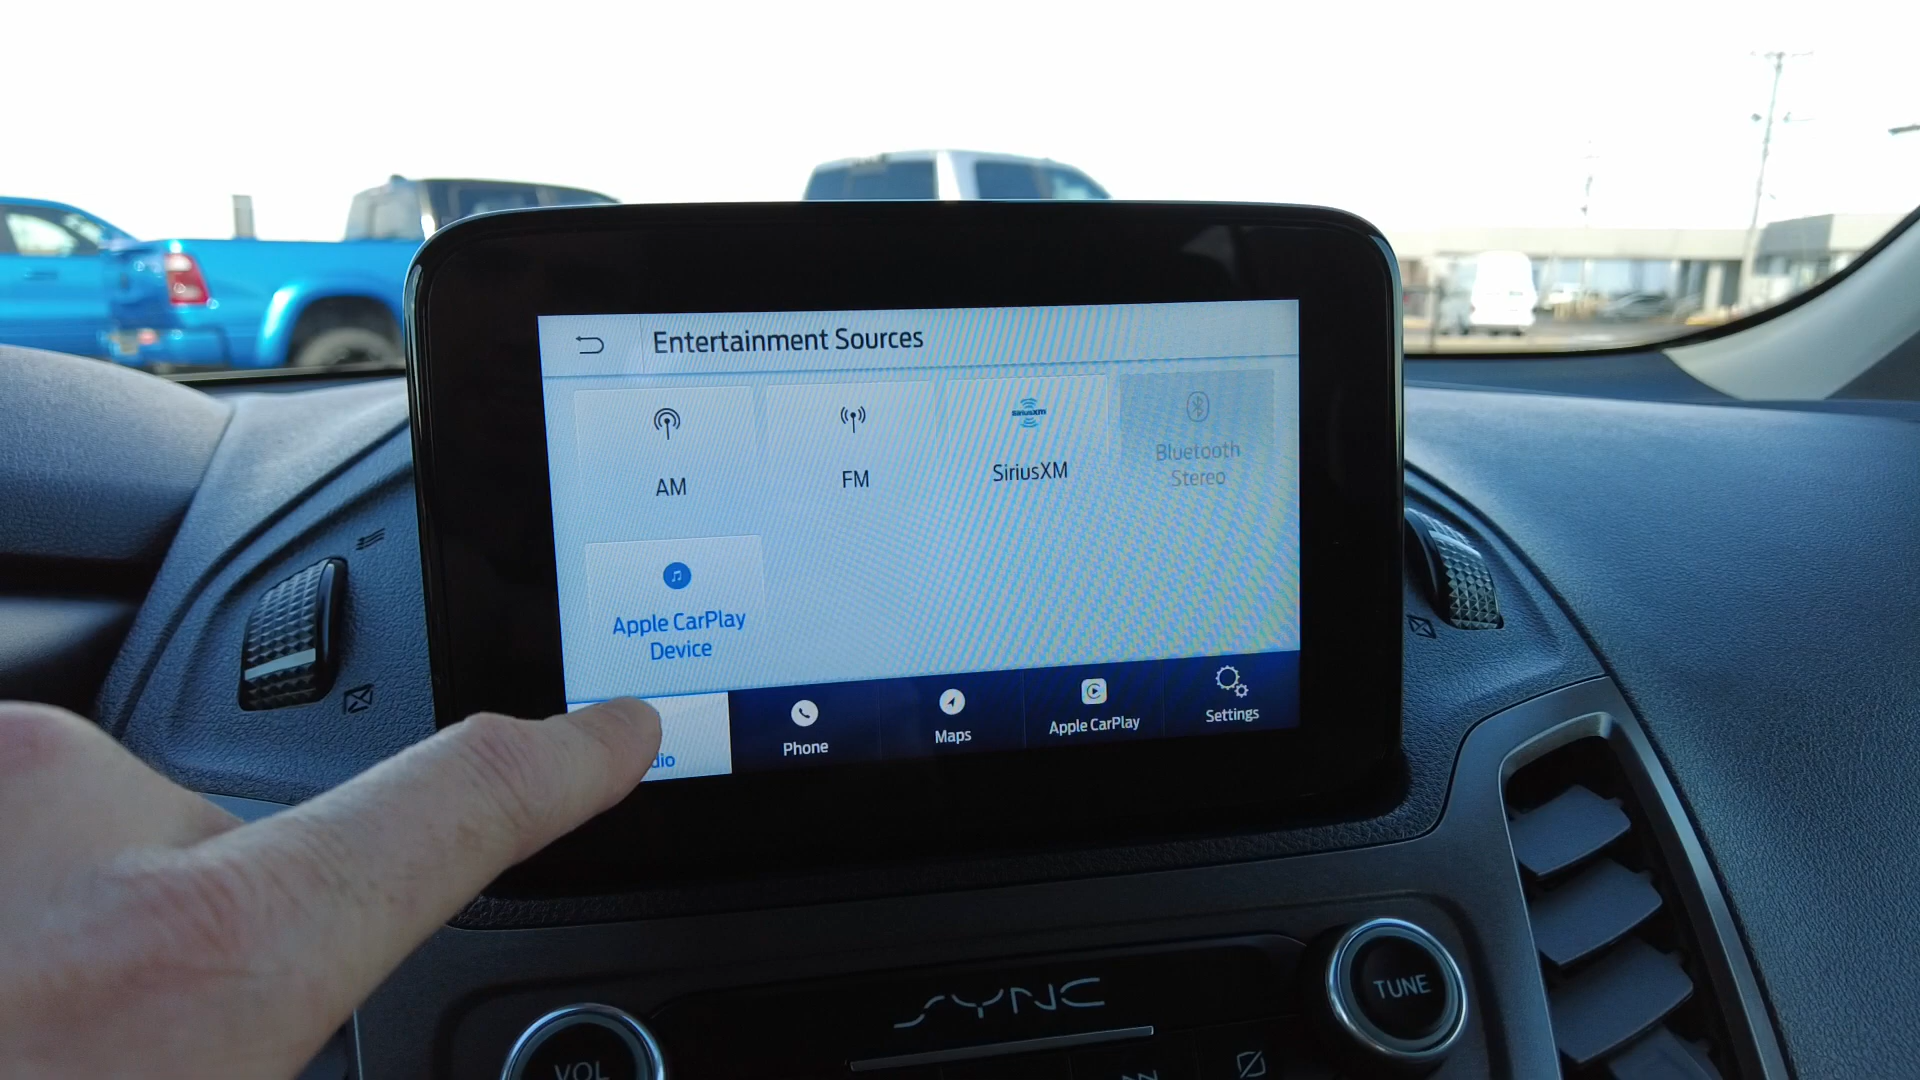 Entertainment Sources
AM
FM
SiriusXM
SiriusXM
Bluetooth
Stereo
Apple CarPlay
Device
dio
Phone
Maps
Apple CarPlay
Settings
SYNC
VOL
TUNE